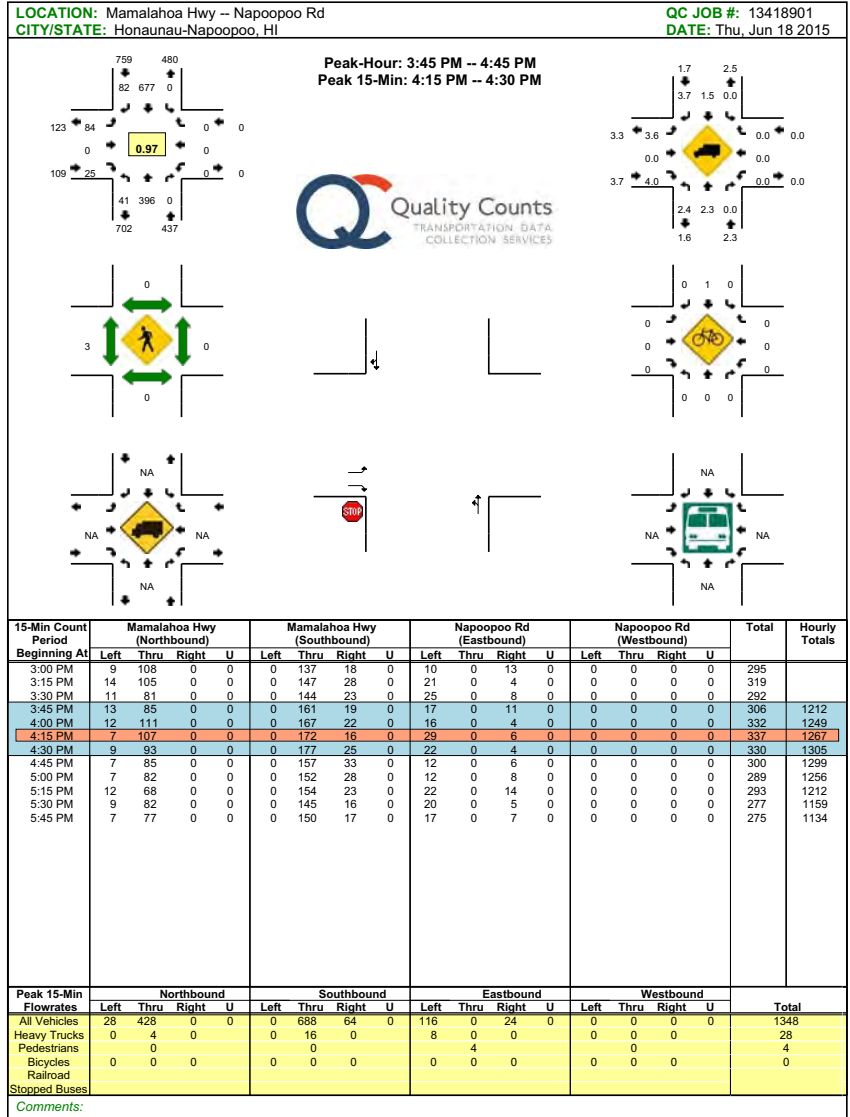 LOCATION: Mamalahoa Hwy -- Napoopoo Rd QC JOB #: 13418901
CITY/STATE: Honaunau-Napoopoo, HI DATE: Thu, Jun 18 2015
Peak-Hour: 3:45 PM -- 4:45 PM
Peak 15-Min: 4:15 PM -- 4:30 PM
759 480
82 677 0
123 84 0 0
0 0.97 0
109 25 0 0
41 396 0
702 437
1.7 2.5
3.7 1.5 0.0
3.3 3.6 0.0 0.0
0.0 0.0
3.7 4.0 0.0 0.0
2.4 2.3 0.0
1.6 2.3
Quality Counts
TRANSPORTATION DATA
COLLECTION SERVICES
0
3 0
0
0 1 0
0 0
0 0
0 0
0 0 0
NA
NA NA
NA
STOP
NA
NA NA
NA
15-Min Count Period Beginning At Mamalahoa Hwy (Northbound) Mamalahoa Hwy (Southbound) Napoopoo Rd (Eastbound) Napoopoo Rd (Westbound) Total Hourly Totals
Left Thru Right U Left Thru Right U Left Thru Right U Left Thru Right U
3:00 PM 9 108 0 0 0 137 18 0 10 0 13 0 0 0 0 0 295
3:15 PM 14 105 0 0 0 147 28 0 21 0 4 0 0 0 0 0 319
3:30 PM 11 81 0 0 0 144 23 0 25 0 8 0 0 0 0 0 292
3:45 PM 13 85 0 0 0 161 19 0 17 0 11 0 0 0 0 0 306 1212
4:00 PM 12 111 0 0 0 167 22 0 16 0 4 0 0 0 0 0 332 1249
4:15 PM 7 107 0 0 0 172 16 0 29 0 6 0 0 0 0 0 337 1267
4:30 PM 9 93 0 0 0 177 25 0 22 0 4 0 0 0 0 0 330 1305
4:45 PM 7 85 0 0 0 157 33 0 12 0 6 0 0 0 0 0 300 1299
5:00 PM 7 82 0 0 0 152 28 0 12 0 8 0 0 0 0 0 289 1256
5:15 PM 12 68 0 0 0 154 23 0 22 0 14 0 0 0 0 0 293 1212
5:30 PM 9 82 0 0 0 145 16 0 20 0 5 0 0 0 0 0 277 1159
5:45 PM 7 77 0 0 0 150 17 0 17 0 7 0 0 0 0 0 275 1134
Peak 15-Min Flowrates Northbound Southbound Eastbound Westbound Total
Left Thru Right U Left Thru Right U Left Thru Right U Left Thru Right U
All Vehicles 28 428 0 0 0 688 64 0 116 0 24 0 0 0 0 0 1348
Heavy Trucks 0 4 0 0 16 0 8 0 0 0 0 0 28
Pedestrians 0 0 4 0 4
Bicycles 0 0 0 0 0 0 0 0 0 0 0 0 0
Railroad
Stopped Buses
Comments: